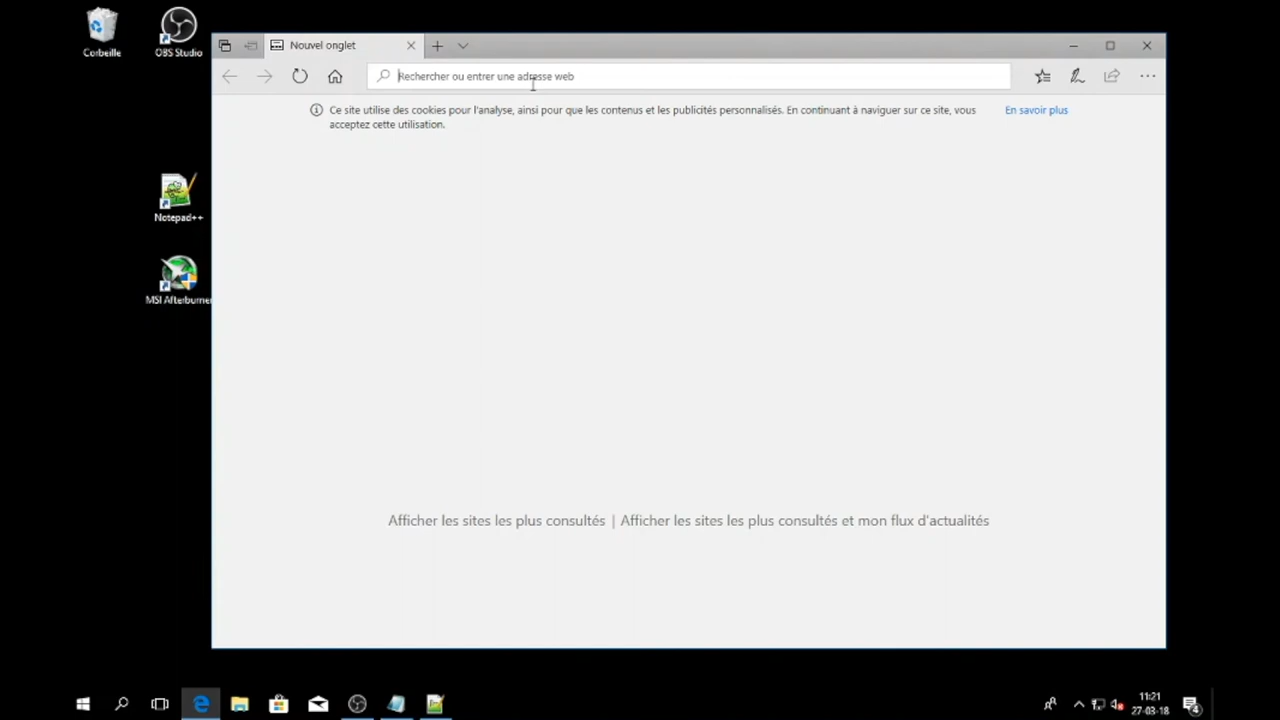 Corbeille
OBS Studio
Nouvel onglet
Rechercher ou entrer une adresse web
Ce site utilise des cookies pour l'analyse, ainsi pour que les contenus et les publicités personnalisés. En continuant à naviguer sur ce site, vous
acceptez cette utilisation.
En savoir plus
Notepad++
MSI Afterburner
Afficher les sites les plus consultés | Afficher les sites les plus consultés et mon flux d'actualités
11:21
27-03-18
4